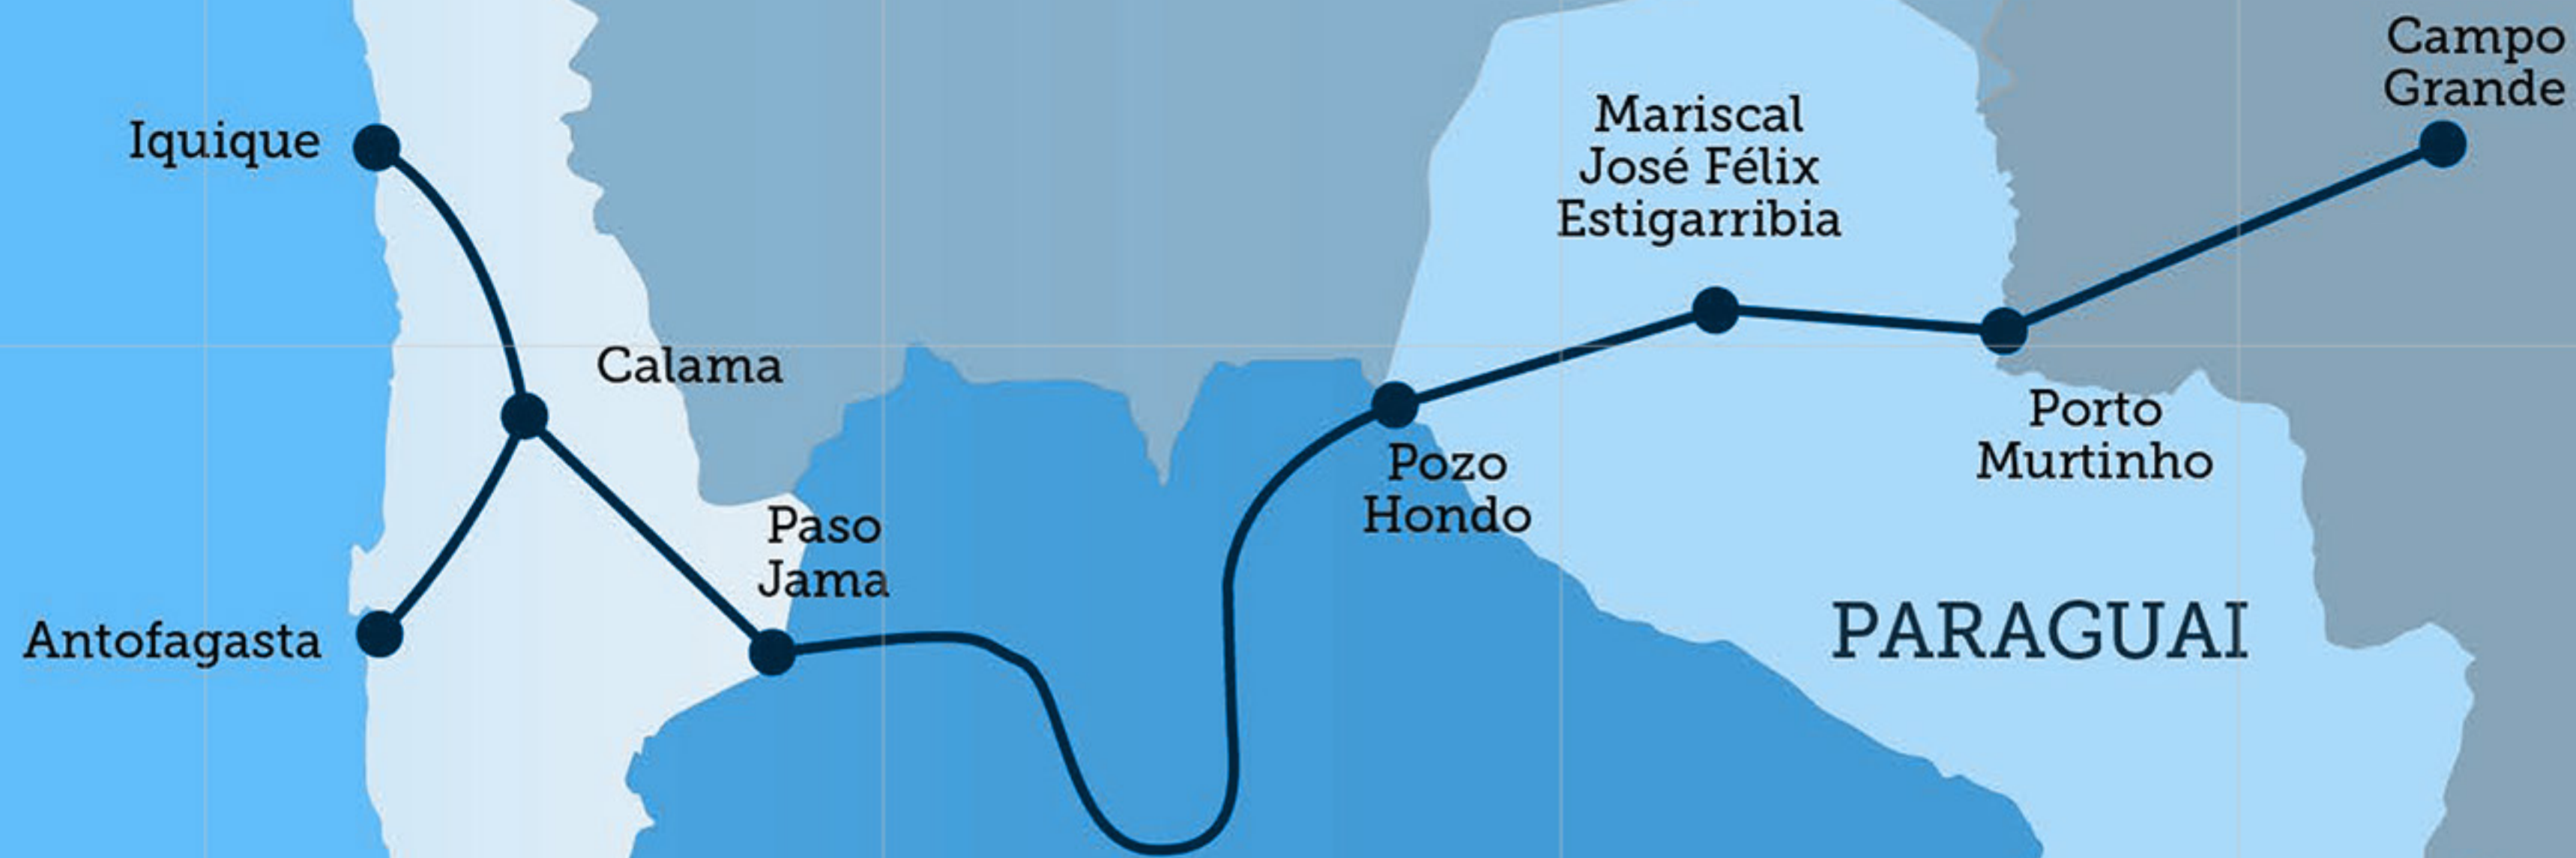 Campo
Grande
Mariscal
José Félix
Estigarribia
Iquique
Calama
Porto
Murtinho
Pozo
Hondo
Paso
Jama
Antofagasta
PARAGUAI